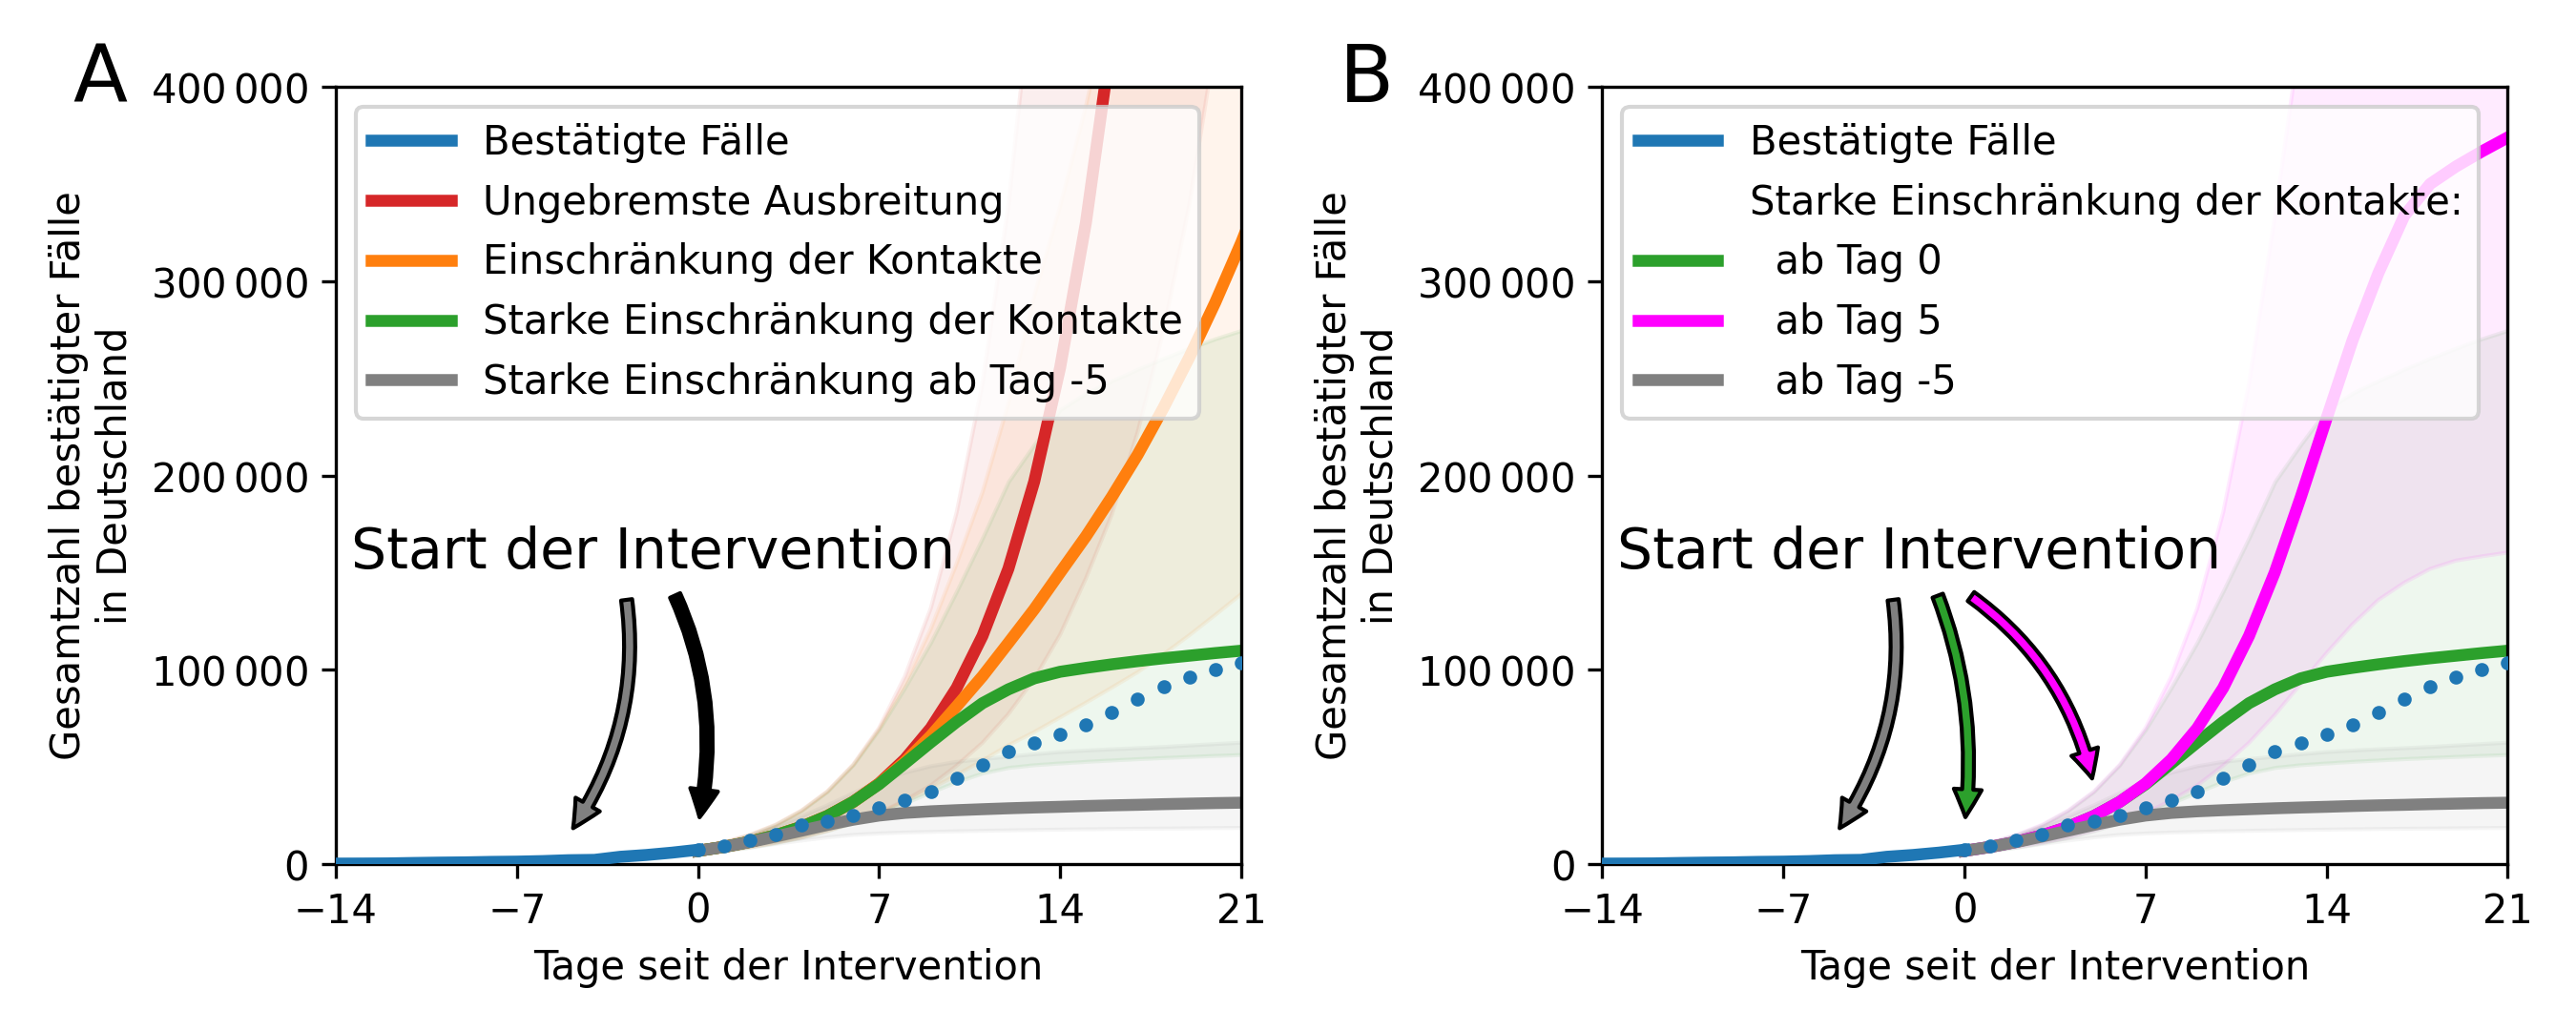 A
400 000
300 000
200 000
100 000
0
Gesamtzahl bestätigter Fälle
in Deutschland
Bestätigte Fälle
Ungebremste Ausbreitung
Einschränkung der Kontakte
Starke Einschränkung der Kontakte
Starke Einschränkung ab Tag -5
Start der Intervention
−14 −7 0 7 14 21
Tage seit der Intervention
B
400 000
300 000
200 000
100 000
0
Gesamtzahl bestätigter Fälle
in Deutschland
Bestätigte Fälle
Starke Einschränkung der Kontakte:
ab Tag 0
ab Tag 5
ab Tag -5
Start der Intervention
−14 −7 0 7 14 21
Tage seit der Intervention